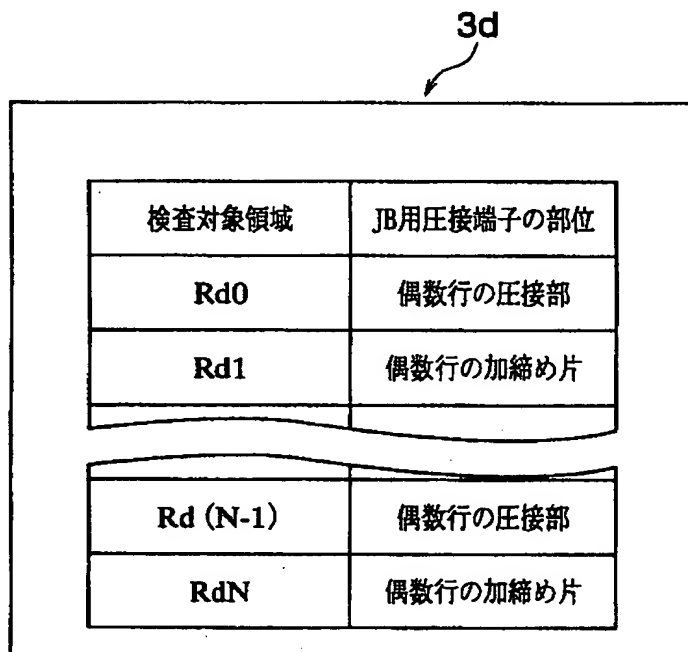 3d
検査対象領域 JB用圧接端子の部位
Rd0 偶数行の圧接部
Rd1 偶数行の加締め片
Rd (N-1) 偶数行の圧接部
RdN 偶数行の加締め片